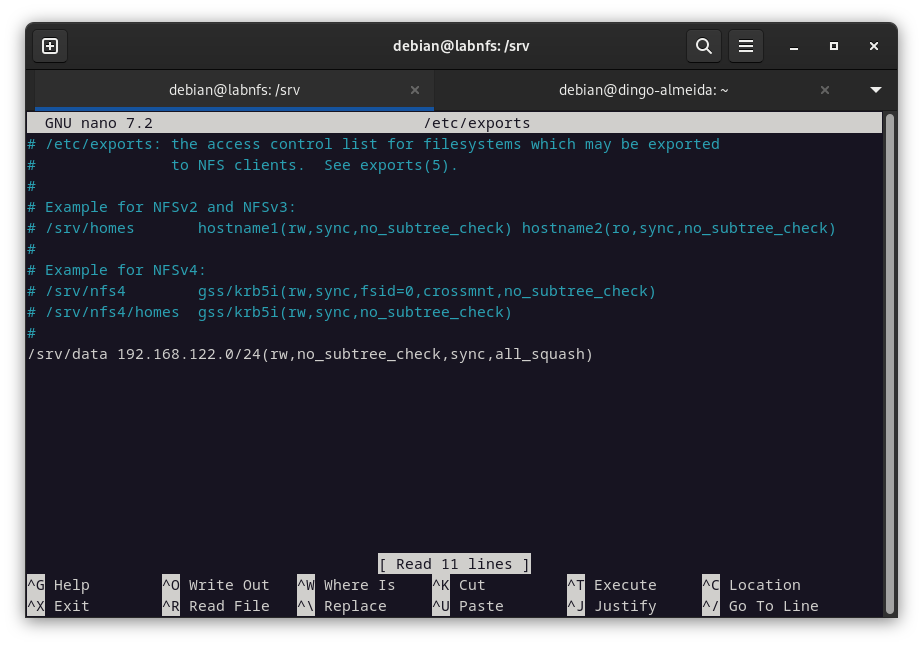 debian@labnfs: /srv
debian@labnfs: /srv
debian@dingo-almeida: ~
GNU nano 7.2 /etc/exports
# /etc/exports: the access control list for filesystems which may be exported
#               to NFS clients.  See exports(5).
#
# Example for NFSv2 and NFSv3:
# /srv/homes       hostname1(rw,sync,no_subtree_check) hostname2(ro,sync,no_subtree_check)
#
# Example for NFSv4:
# /srv/nfs4        gss/krb5i(rw,sync,fsid=0,crossmnt,no_subtree_check)
# /srv/nfs4/homes  gss/krb5i(rw,sync,no_subtree_check)
#
/srv/data 192.168.122.0/24(rw,no_subtree_check,sync,all_squash)
[ Read 11 lines ]
^G Help ^O Write Out ^W Where Is ^K Cut ^T Execute ^C Location
^X Exit ^R Read File ^\ Replace ^U Paste ^J Justify ^/ Go To Line